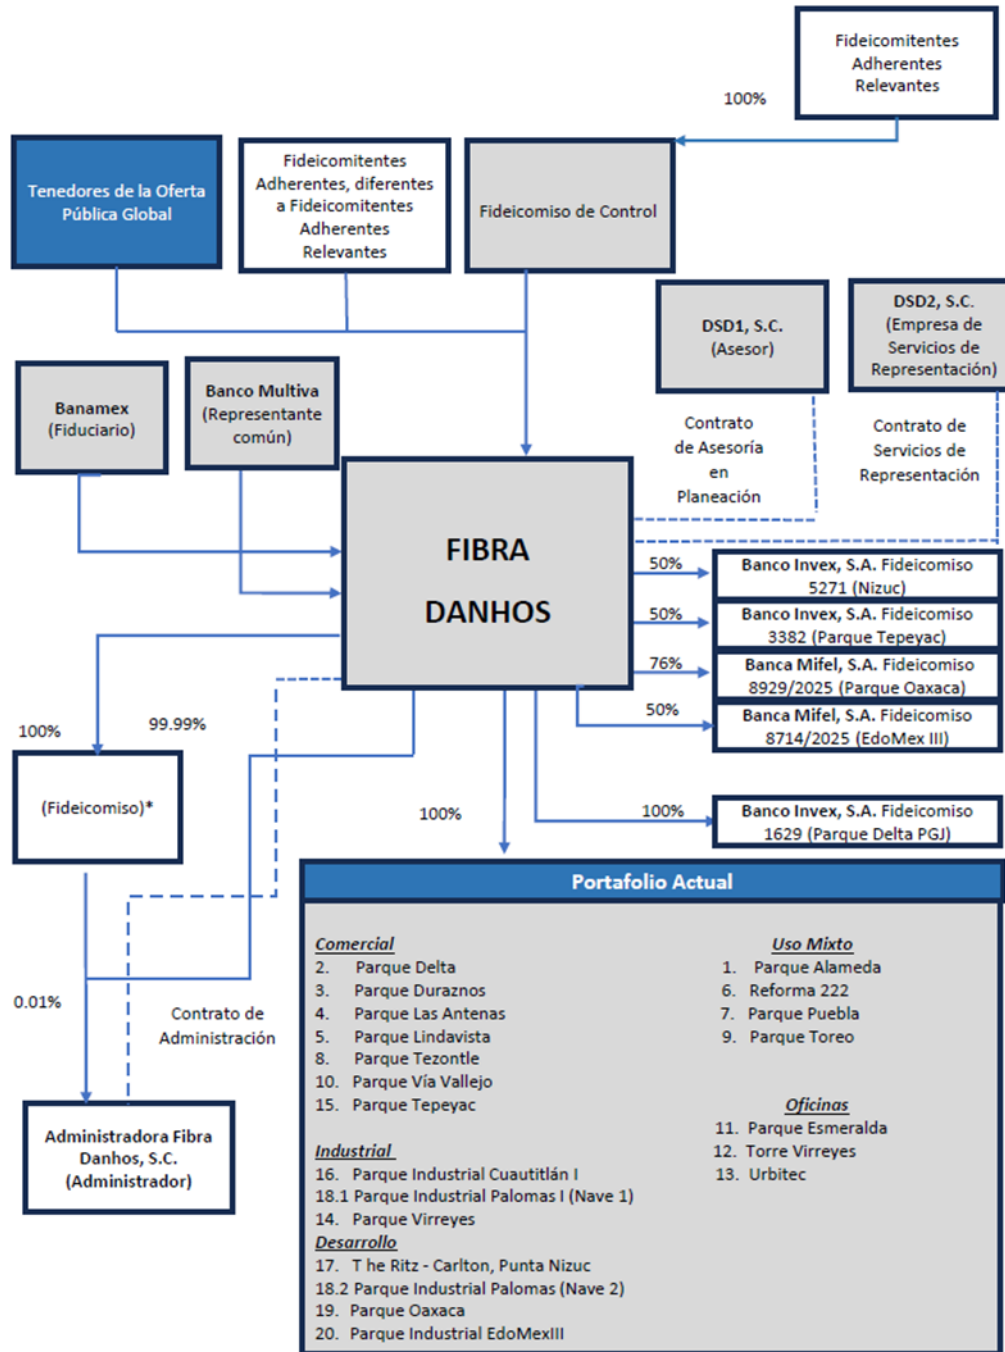 Fideicomitentes
Adherentes
Relevantes
100%
Tenedores de la Oferta
Pública Global
Fideicomitentes
Adherentes, diferentes
a Fideicomitentes
Adherentes
Relevantes
Fideicomiso de Control
DSD1, S.C.
(Asesor)
DSD2, S.C.
(Empresa de
Servicios de
Representación)
Banamex
(Fiduciario)
Banco Multiva
(Representante
común)
Contrato
de Asesoría
en
Planeación
Contrato de
Servicios de
Representación
FIBRA
DANHOS
50%
Banco Invex, S.A. Fideicomiso
5271 (Nizuc)
50%
Banco Invex, S.A. Fideicomiso
3382 (Parque Tepeyac)
76%
Banca Mifel, S.A. Fideicomiso
8929/2025 (Parque Oaxaca)
50%
Banca Mifel, S.A. Fideicomiso
8714/2025 (EdoMex III)
100%
99.99%
(Fideicomiso)*
100%
100%
Banco Invex, S.A. Fideicomiso
1629 (Parque Delta PGJ)
0.01%
Contrato de
Administración
Administradora Fibra
Danhos, S.C.
(Administrador)
Portafolio Actual
Comercial
2. Parque Delta
3. Parque Duraznos
4. Parque Las Antenas
5. Parque Lindavista
8. Parque Tezontle
10. Parque Vía Vallejo
15. Parque Tepeyac
Industrial
16. Parque Industrial Cuautitlán I
18.1 Parque Industrial Palomas I (Nave 1)
14. Parque Virreyes
Desarrollo
17. T he Ritz - Carlton, Punta Nizuc
18.2 Parque Industrial Palomas (Nave 2)
19. Parque Oaxaca
20. Parque Industrial EdoMexIII
Uso Mixto
1. Parque Alameda
6. Reforma 222
7. Parque Puebla
9. Parque Toreo
Oficinas
11. Parque Esmeralda
12. Torre Virreyes
13. Urbitec